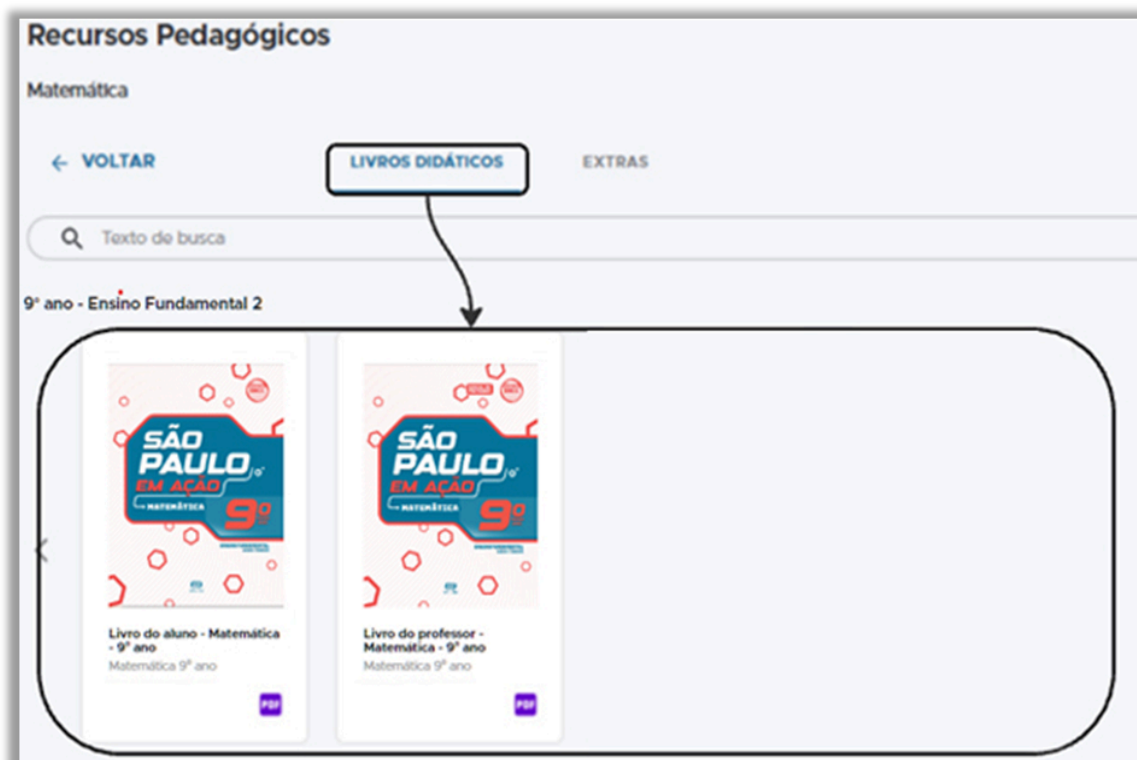 Recursos Pedagógicos
Matemática
← VOLTAR
LIVROS DIDÁTICOS
EXTRAS
Texto de busca
9º ano - Ensino Fundamental 2
SÃO
PAULO
EM AÇÃO
MATEMÁTICA
9º
Livro do aluno - Matemática
- 9º ano
Matemática 9º ano
PDF
SÃO
PAULO
EM AÇÃO
MATEMÁTICA
9º
Livro do professor -
Matemática - 9º ano
Matemática 9º ano
PDF